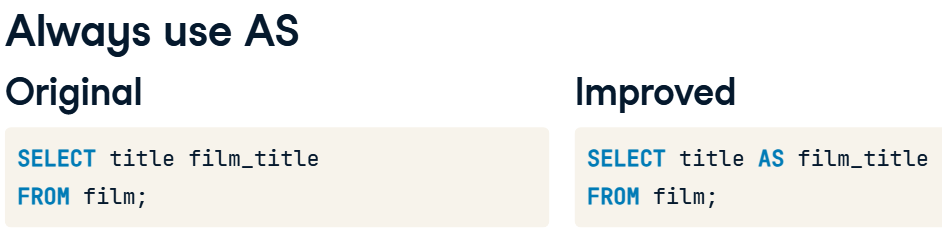 Always use AS
Original
SELECT title film_title
FROM film;
Improved
SELECT title AS film_title
FROM film;